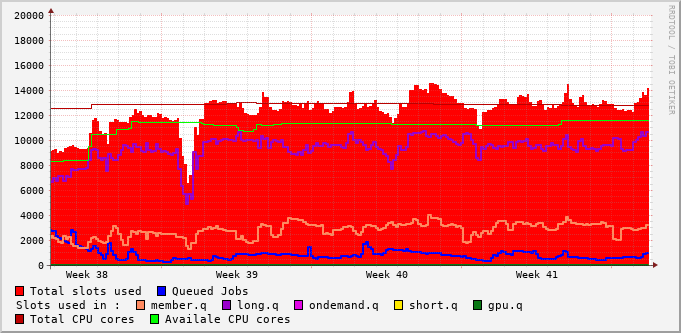 20000
18000
16000
14000
12000
10000
8000
6000
4000
2000
0
Week 38 Week 39 Week 40 Week 41
Total slots used Queued Jobs
Slots used in : member.q long.q ondemand.q short.q gpu.q
Total CPU cores Availale CPU cores
RRDTOOL / TOBI OETIKER